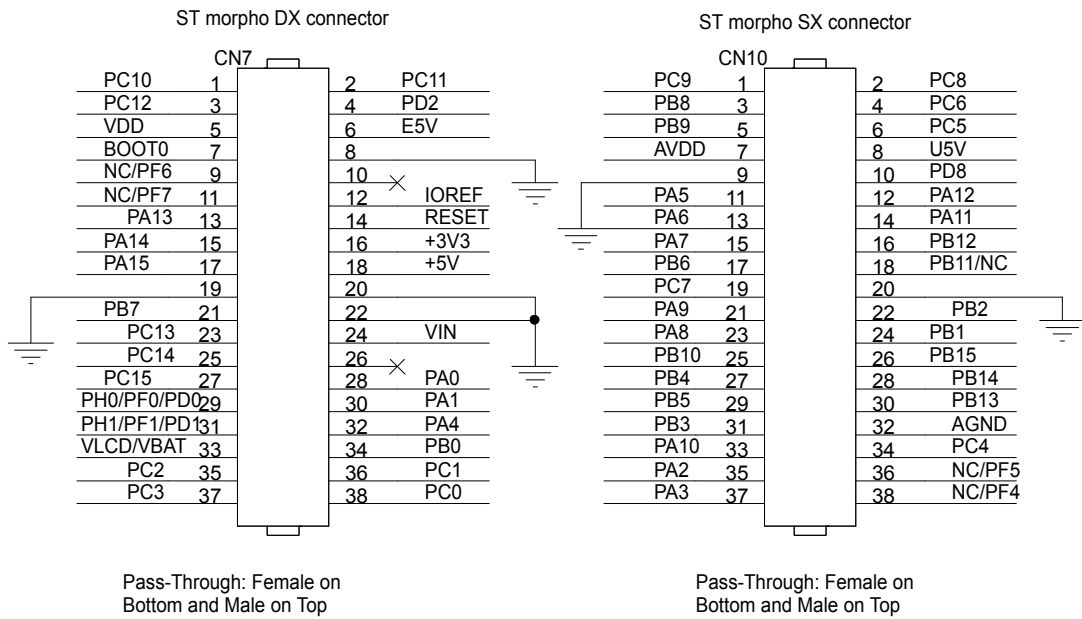 ST morpho DX connector
ST morpho SX connector
CN7
PC10 1 2 PC11
PC12 3 4 PD2
VDD 5 6 E5V
BOOT0 7 8
NC/PF6 9 10
NC/PF7 11 12 IOREF
PA13 13 14 RESET
PA14 15 16 +3V3
PA15 17 18 +5V
19 20
PB7 21 22
PC13 23 24 VIN
PC14 25 26
PC15 27 28 PA0
PH0/PF0/PD0 29 30 PA1
PH1/PF1/PD1 31 32 PA4
VLCD/VBAT 33 34 PB0
PC2 35 36 PC1
PC3 37 38 PC0
Pass-Through: Female on
Bottom and Male on Top
CN10
PC9 1 2 PC8
PB8 3 4 PC6
PB9 5 6 PC5
AVDD 7 8 U5V
9 10 PD8
PA5 11 12 PA12
PA6 13 14 PA11
PA7 15 16 PB12
PB6 17 18 PB11/NC
PC7 19 20
PA9 21 22 PB2
PA8 23 24 PB1
PB10 25 26 PB15
PB4 27 28 PB14
PB5 29 30 PB13
PB3 31 32 AGND
PA10 33 34 PC4
PA2 35 36 NC/PF5
PA3 37 38 NC/PF4
Pass-Through: Female on
Bottom and Male on Top